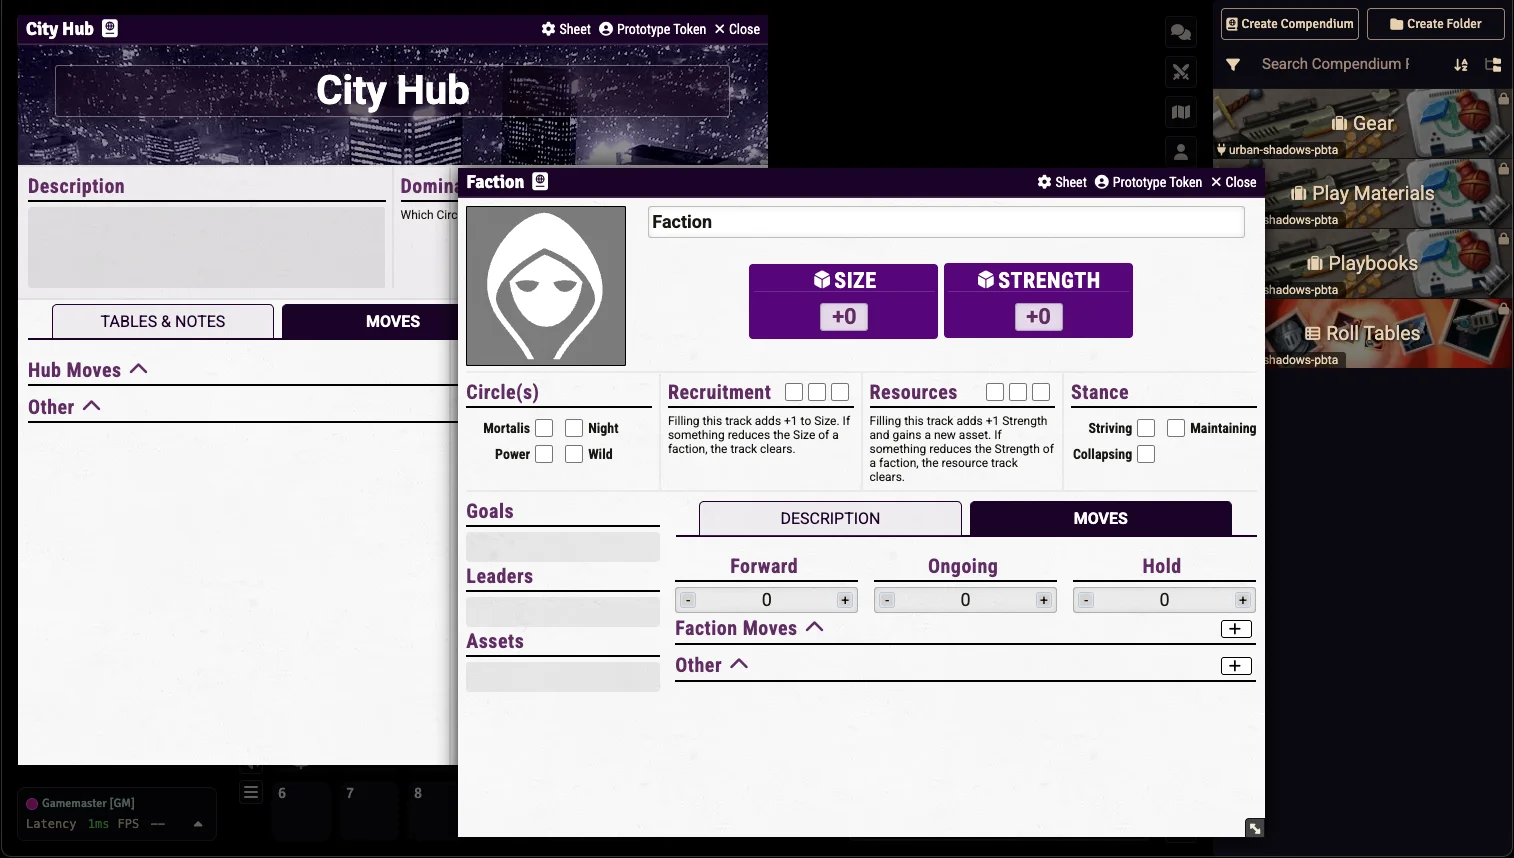 City Hub
Sheet Prototype Token Close
City Hub
Description
Domina
Which Circ
TABLES & NOTES
MOVES
Hub Moves
Other
Faction
Sheet Prototype Token Close
Faction
SIZE
+0
STRENGTH
+0
Circle(s)
Mortalis
Night
Power
Wild
Recruitment
Filling this track adds +1 to Size. If
something reduces the Size of a
faction, the track clears.
Resources
Filling this track adds +1 Strength
and gains a new asset. If
something reduces the Strength of
a faction, the resource track
clears.
Stance
Striving
Maintaining
Collapsing
Goals
Leaders
Assets
DESCRIPTION
MOVES
Forward
- 0 +
Ongoing
- 0 +
Hold
- 0 +
Faction Moves
+
Other
+
Create Compendium
Create Folder
Search Compendium
Gear
urban-shadows-pbta
Play Materials
shadows-pbta
Playbooks
shadows-pbta
Roll Tables
shadows-pbta
Gamemaster [GM]
Latency 1ms FPS --
6
7
8